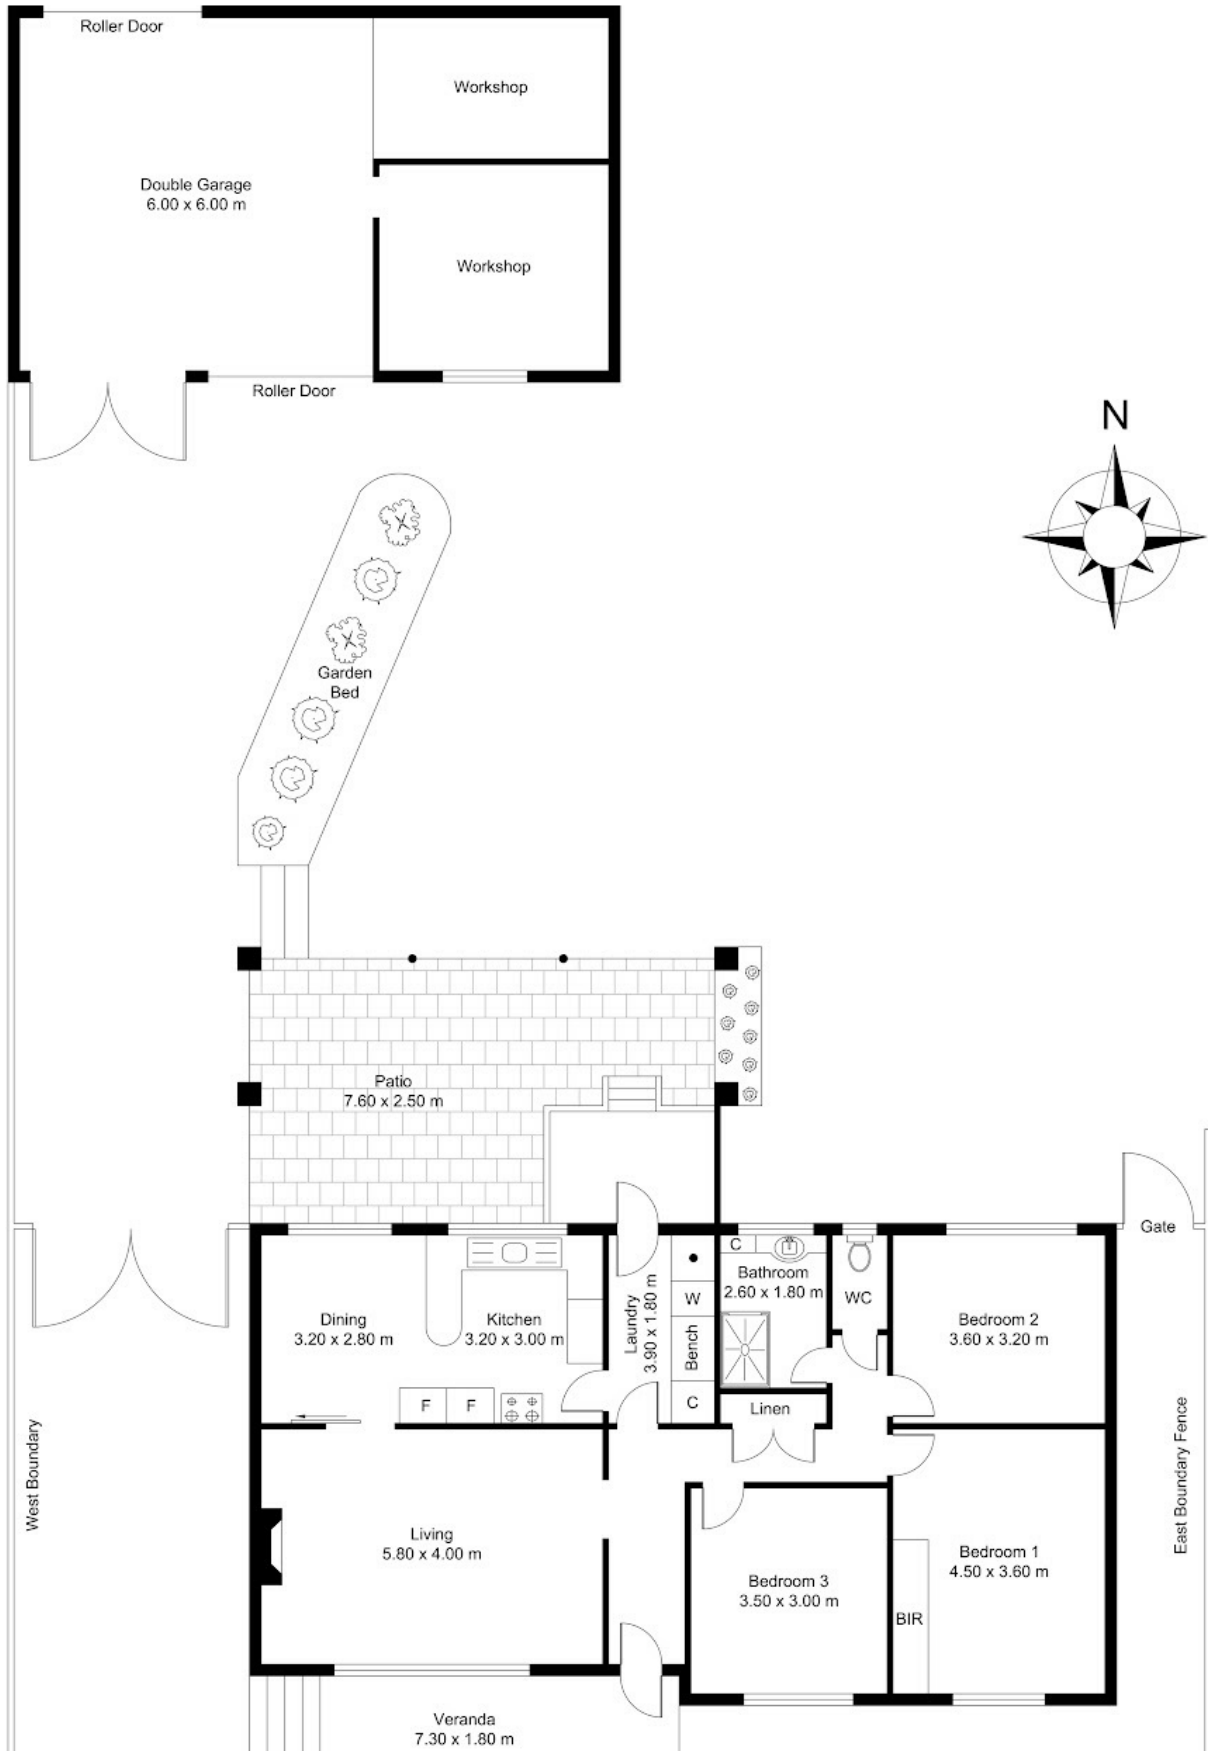 Roller Door
Workshop
Double Garage
6.00 x 6.00 m
Workshop
Roller Door
N
Garden
Bed
Patio
7.60 x 2.50 m
Gate
C
Bathroom
2.60 x 1.80 m
WC
Laundry
3.90 x 1.80 m
W
Bench
C
Dining
3.20 x 2.80 m
Kitchen
3.20 x 3.00 m
Bedroom 2
3.60 x 3.20 m
F
F
Linen
West Boundary
East Boundary Fence
Living
5.80 x 4.00 m
Bedroom 1
4.50 x 3.60 m
Bedroom 3
3.50 x 3.00 m
BIR
Veranda
7.30 x 1.80 m